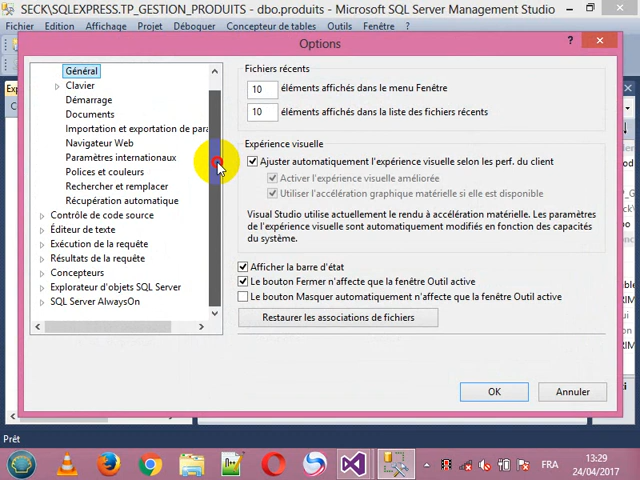 SECK\SQLEXPRESS.TP_GESTION_PRODUITS - dbo.produits - Microsoft SQL Server Management Studio
Fichier Edition Affichage Projet Déboguer Concepteur de tables Outils Fenêtre ?
Options
Général
Clavier
Démarrage
Documents
Importation et exportation de para
Navigateur Web
Paramètres internationaux
Polices et couleurs
Rechercher et remplacer
Récupération automatique
Contrôle de code source
Éditeur de texte
Exécution de la requête
Résultats de la requête
Concepteurs
Explorateur d'objets SQL Server
SQL Server AlwaysOn
Fichiers récents
10 éléments affichés dans le menu Fenêtre
10 éléments affichés dans la liste des fichiers récents
Expérience visuelle
Ajuster automatiquement l'expérience visuelle selon les perf. du client
Activer l'expérience visuelle améliorée
Utiliser l'accélération graphique matérielle si elle est disponible
Visual Studio utilise actuellement le rendu à accélération matérielle. Les paramètres
de l'expérience visuelle sont automatiquement modifiés en fonction des capacités
du système.
Afficher la barre d'état
Le bouton Fermer n'affecte que la fenêtre Outil active
Le bouton Masquer automatiquement n'affecte que la fenêtre Outil active
Restaurer les associations de fichiers
OK Annuler
Prêt
FRA
13:29
24/04/2017